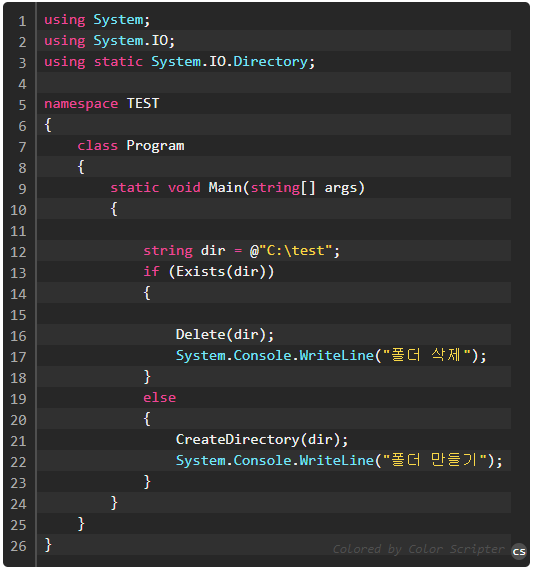 1 using System;
2 using System.IO;
3 using static System.IO.Directory;
4
5 namespace TEST
6 {
7     class Program
8     {
9         static void Main(string[] args)
10         {
11
12             string dir = @"C:\test";
13             if (Exists(dir))
14             {
15
16                 Delete(dir);
17                 System.Console.WriteLine("폴더 삭제");
18             }
19             else
20             {
21                 CreateDirectory(dir);
22                 System.Console.WriteLine("폴더 만들기");
23             }
24         }
25     }
26 }
Colored by Color Scripter cs